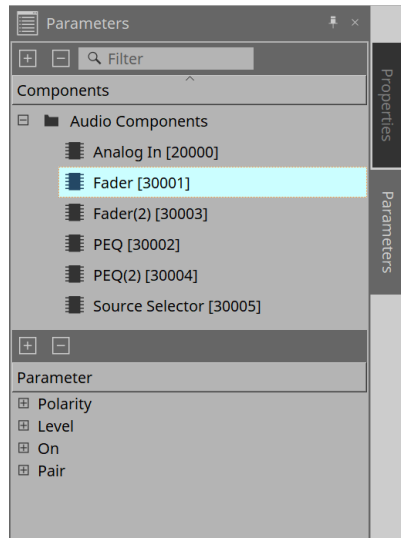 Parameters
Filter
Components
Audio Components
Analog In [20000]
Fader [30001]
Fader(2) [30003]
PEQ [30002]
PEQ(2) [30004]
Source Selector [30005]
Parameter
Polarity
Level
On
Pair
Properties
Parameters